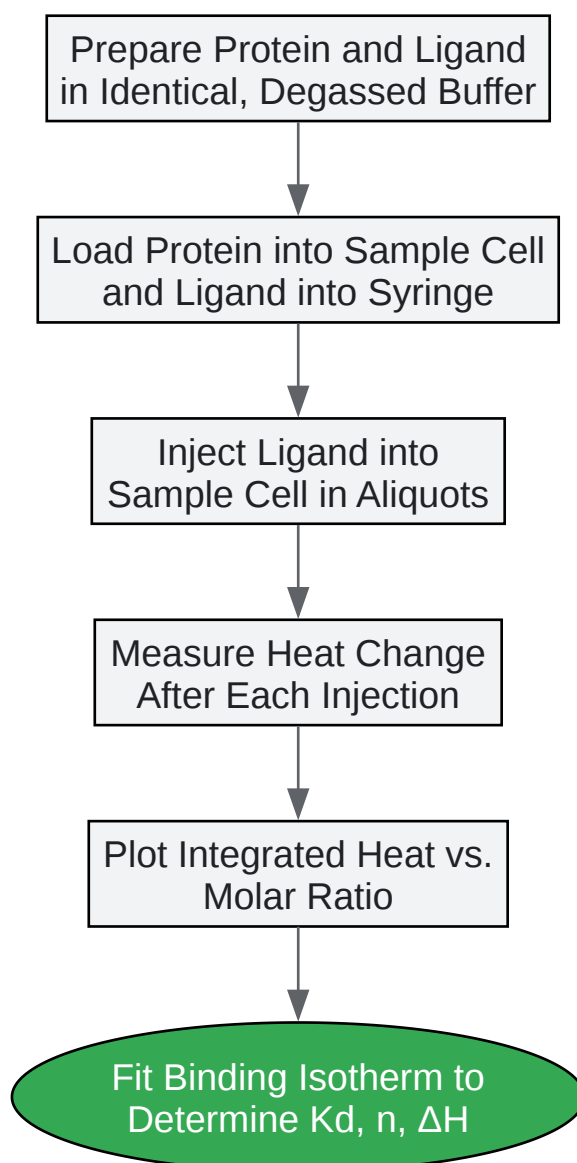 Prepare Protein and Ligand
in Identical, Degassed Buffer
Load Protein into Sample Cell
and Ligand into Syringe
Inject Ligand into
Sample Cell in Aliquots
Measure Heat Change
After Each Injection
Plot Integrated Heat vs.
Molar Ratio
Fit Binding Isotherm to
Determine Kd, n, ΔH